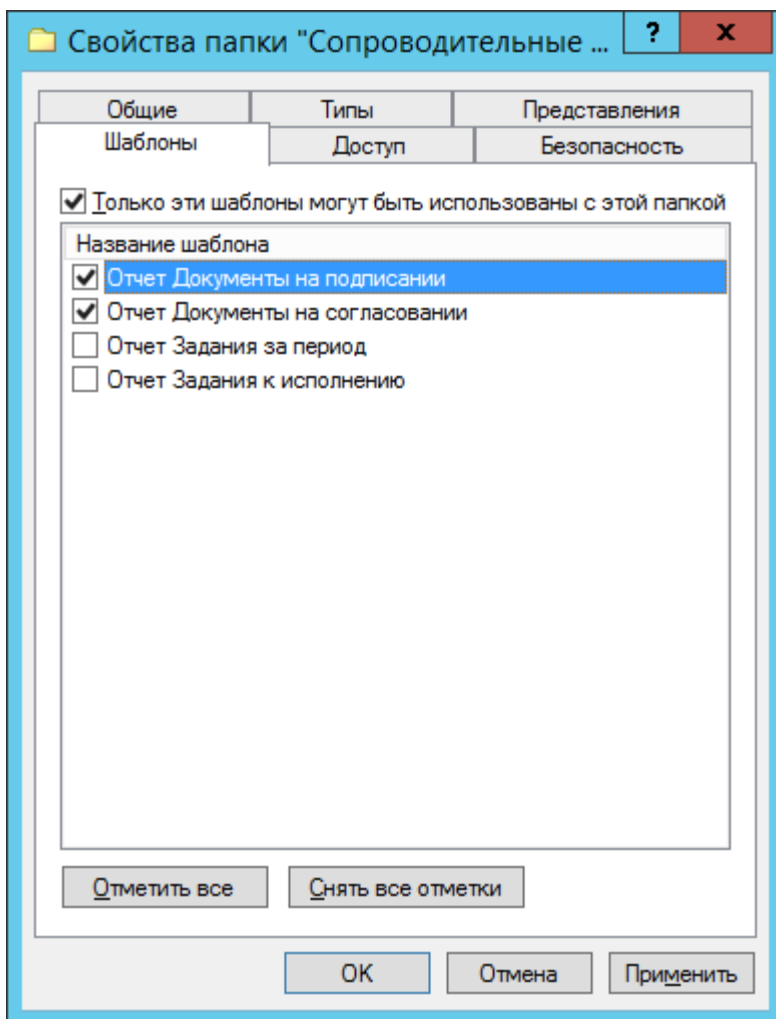 Свойства папки "Сопроводительные ...
?
x
Общие
Типы
Представления
Шаблоны
Доступ
Безопасность
Только эти шаблоны могут быть использованы с этой папкой
Название шаблона
Отчет Документы на подписании
Отчет Документы на согласовании
Отчет Задания за период
Отчет Задания к исполнению
Отметить все
Снять все отметки
OK
Отмена
Применить